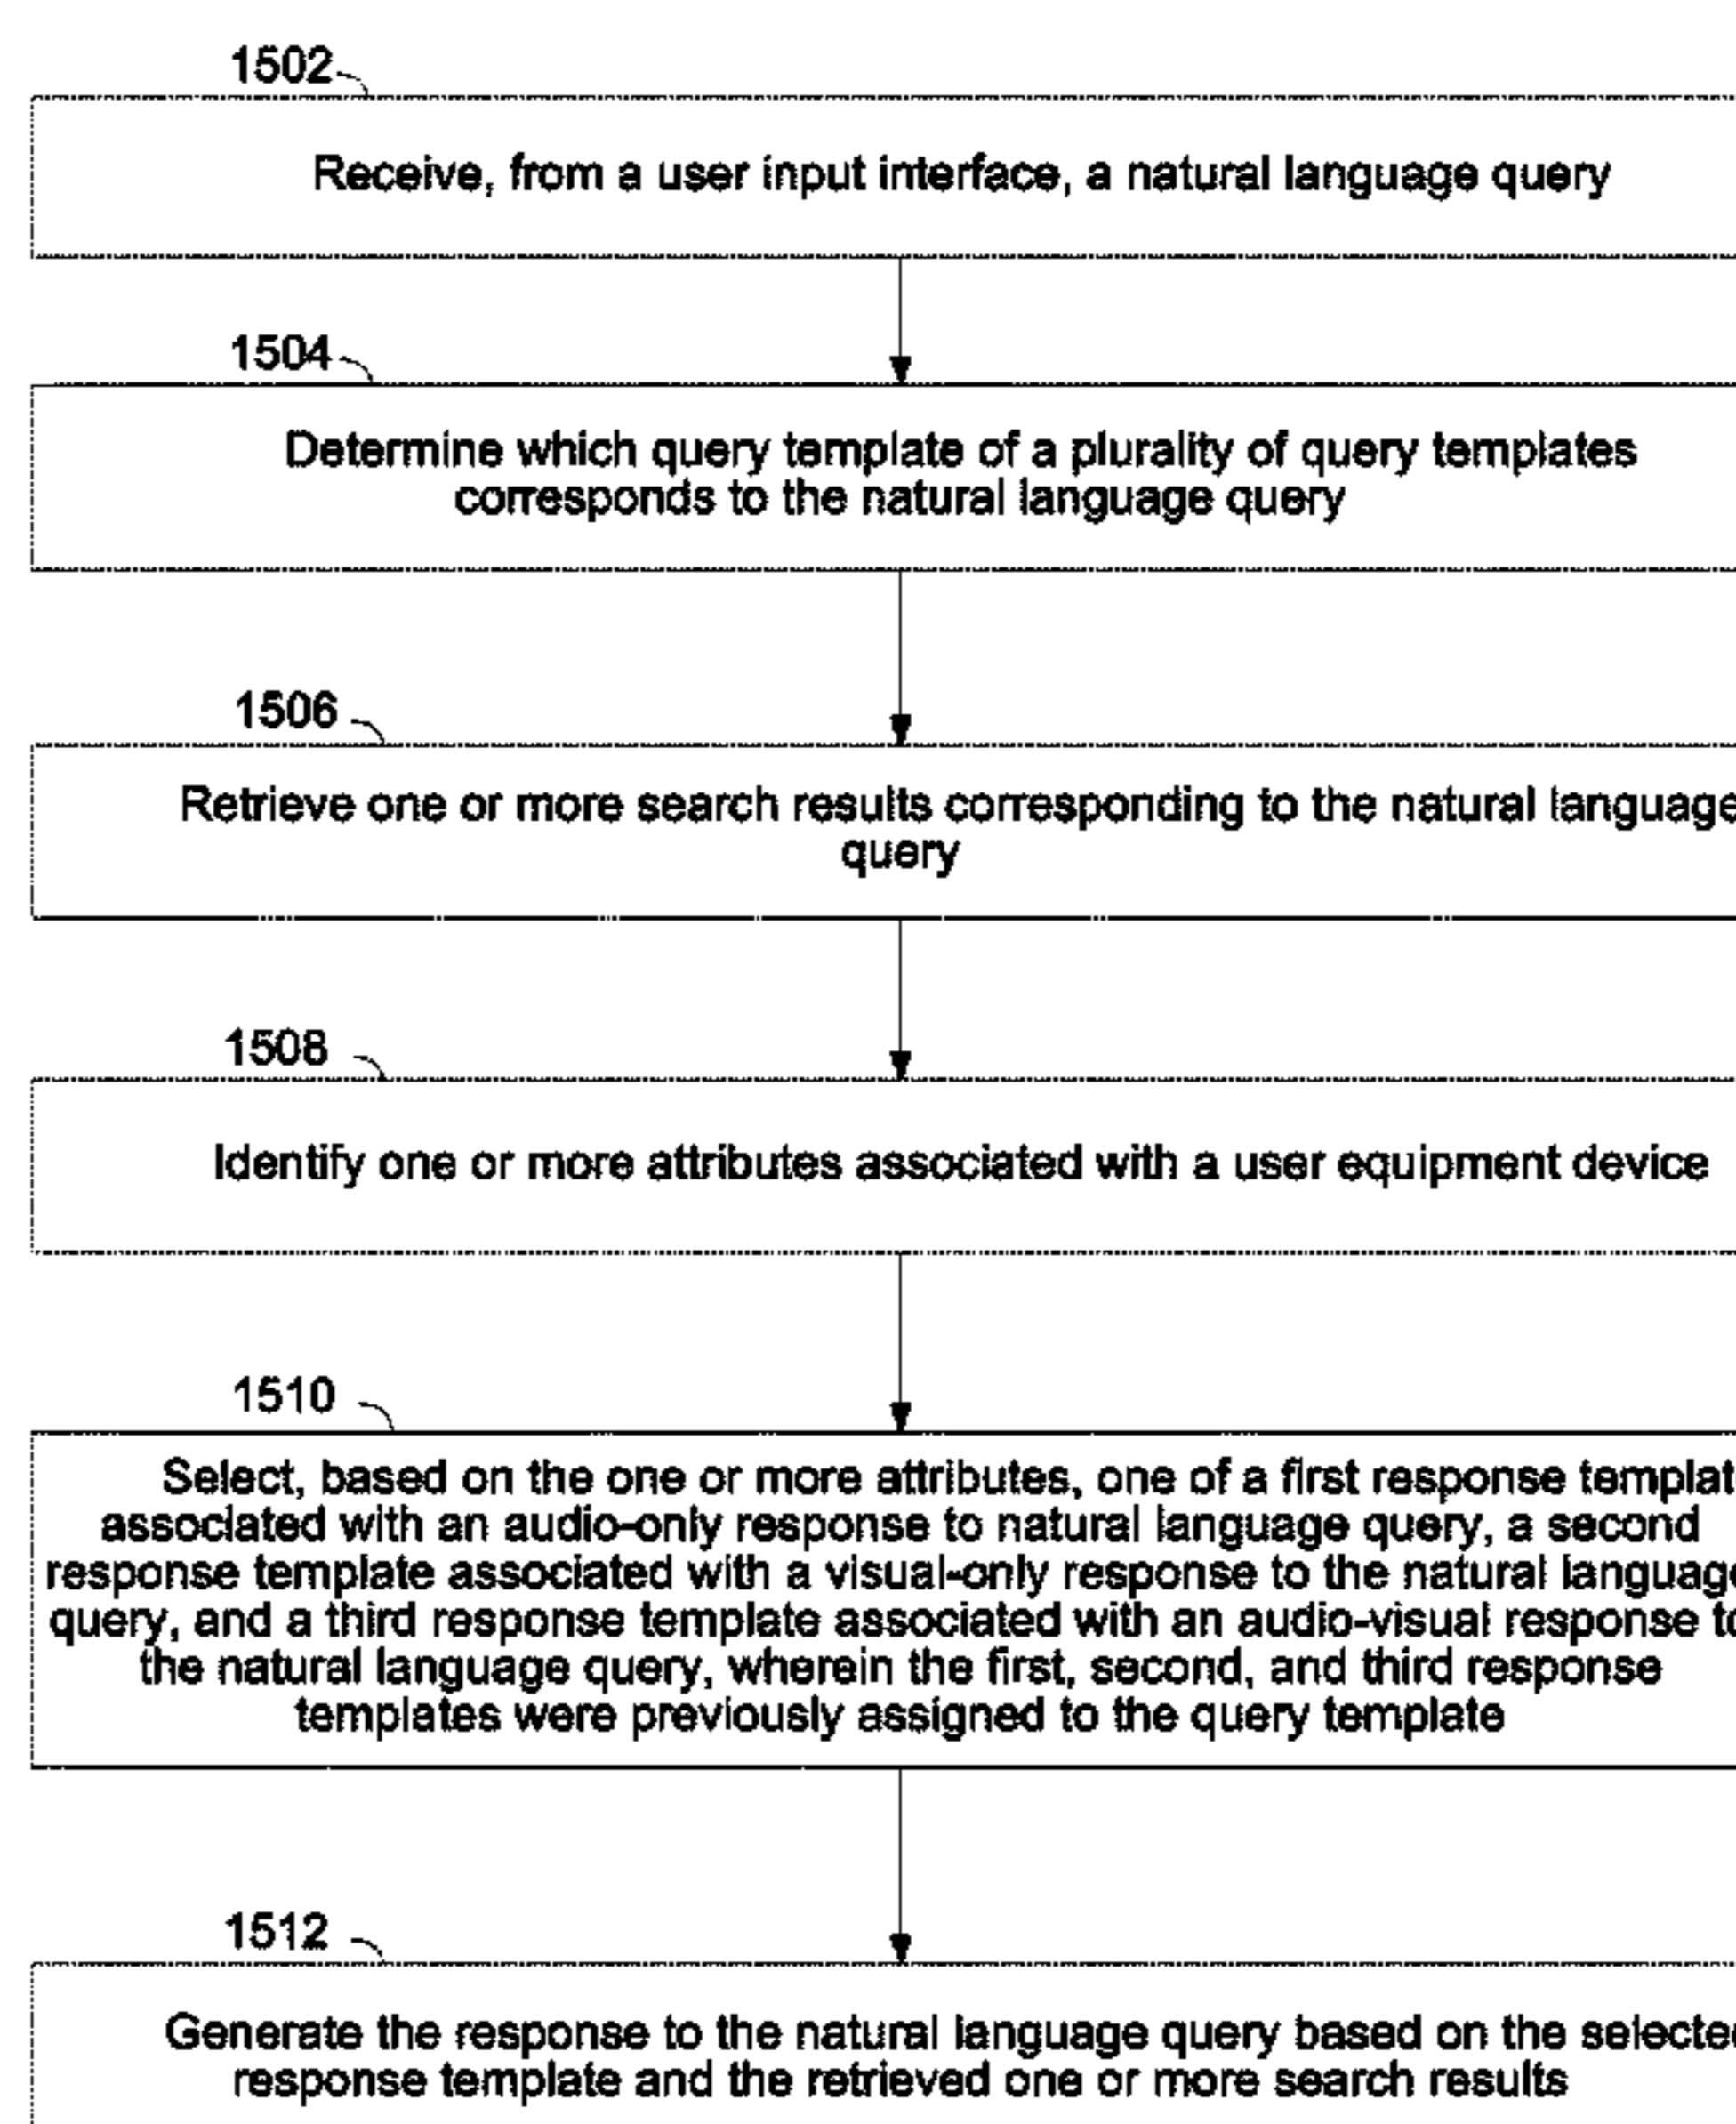 1502
Receive, from a user input interface, a natural language query
1504
Determine which query template of a plurality of query templates
corresponds to the natural language query
1506
Retrieve one or more search results corresponding to the natural language
query
1508
Identify one or more attributes associated with a user equipment device
1510
Select, based on the one or more attributes, one of a first response templat
associated with an audio-only response to natural language query, a second
response template associated with a visual-only response to the natural language
query, and a third response template associated with an audio-visual response to
the natural language query, wherein the first, second, and third response
templates were previously assigned to the query template
1512
Generate the response to the natural language query based on the selected
response template and the retrieved one or more search results